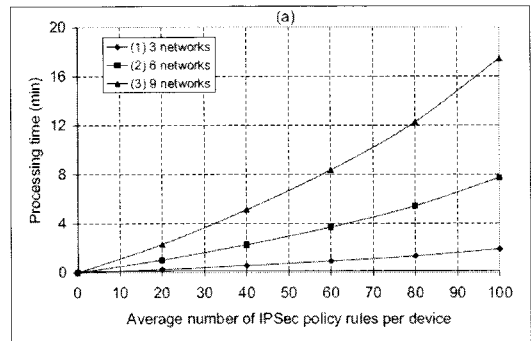 (a)
20
16
12
8
4
0
Processing time (min)
(1) 3 networks
(2) 6 networks
(3) 9 networks
0 10 20 30 40 50 60 70 80 90 100
Average number of IPSec policy rules per device